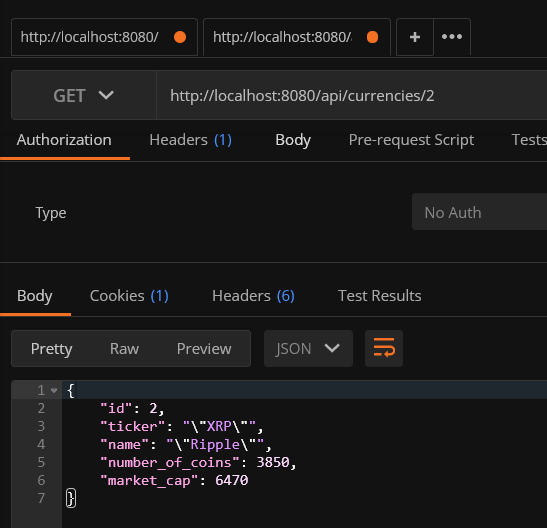 http://localhost:8080/ http://localhost:8080/. + •••
GET http://localhost:8080/api/currencies/2
Authorization Headers (1) Body Pre-request Script Tests
Type No Auth
Body Cookies (1) Headers (6) Test Results
Pretty Raw Preview JSON
1 {
2 "id": 2,
3 "ticker": "\"XRP\"",
4 "name": "\"Ripple\"",
5 "number_of_coins": 3850,
6 "market_cap": 6470
7 }